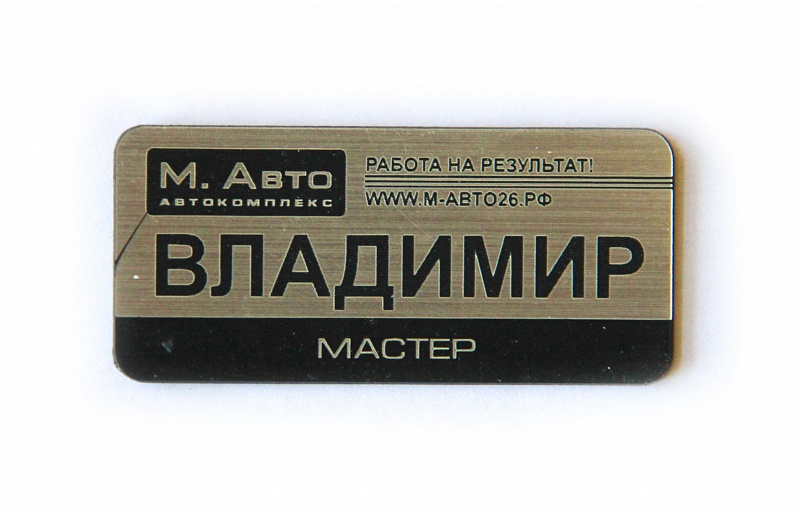 М. АВТО
АВТОКОМПЛЕКС
РАБОТА НА РЕЗУЛЬТАТ!
WWW.М-АВТО26.РФ
ВЛАДИМИР
МАСТЕР